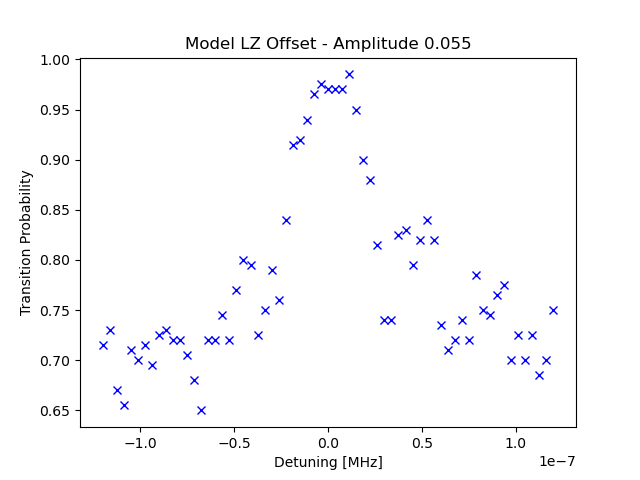 Model LZ Offset - Amplitude 0.055
1.00
0.95
0.90
0.85
0.80
0.75
0.70
0.65
Transition Probability
−1.0 −0.5 0.0 0.5 1.0
1e−7
Detuning [MHz]